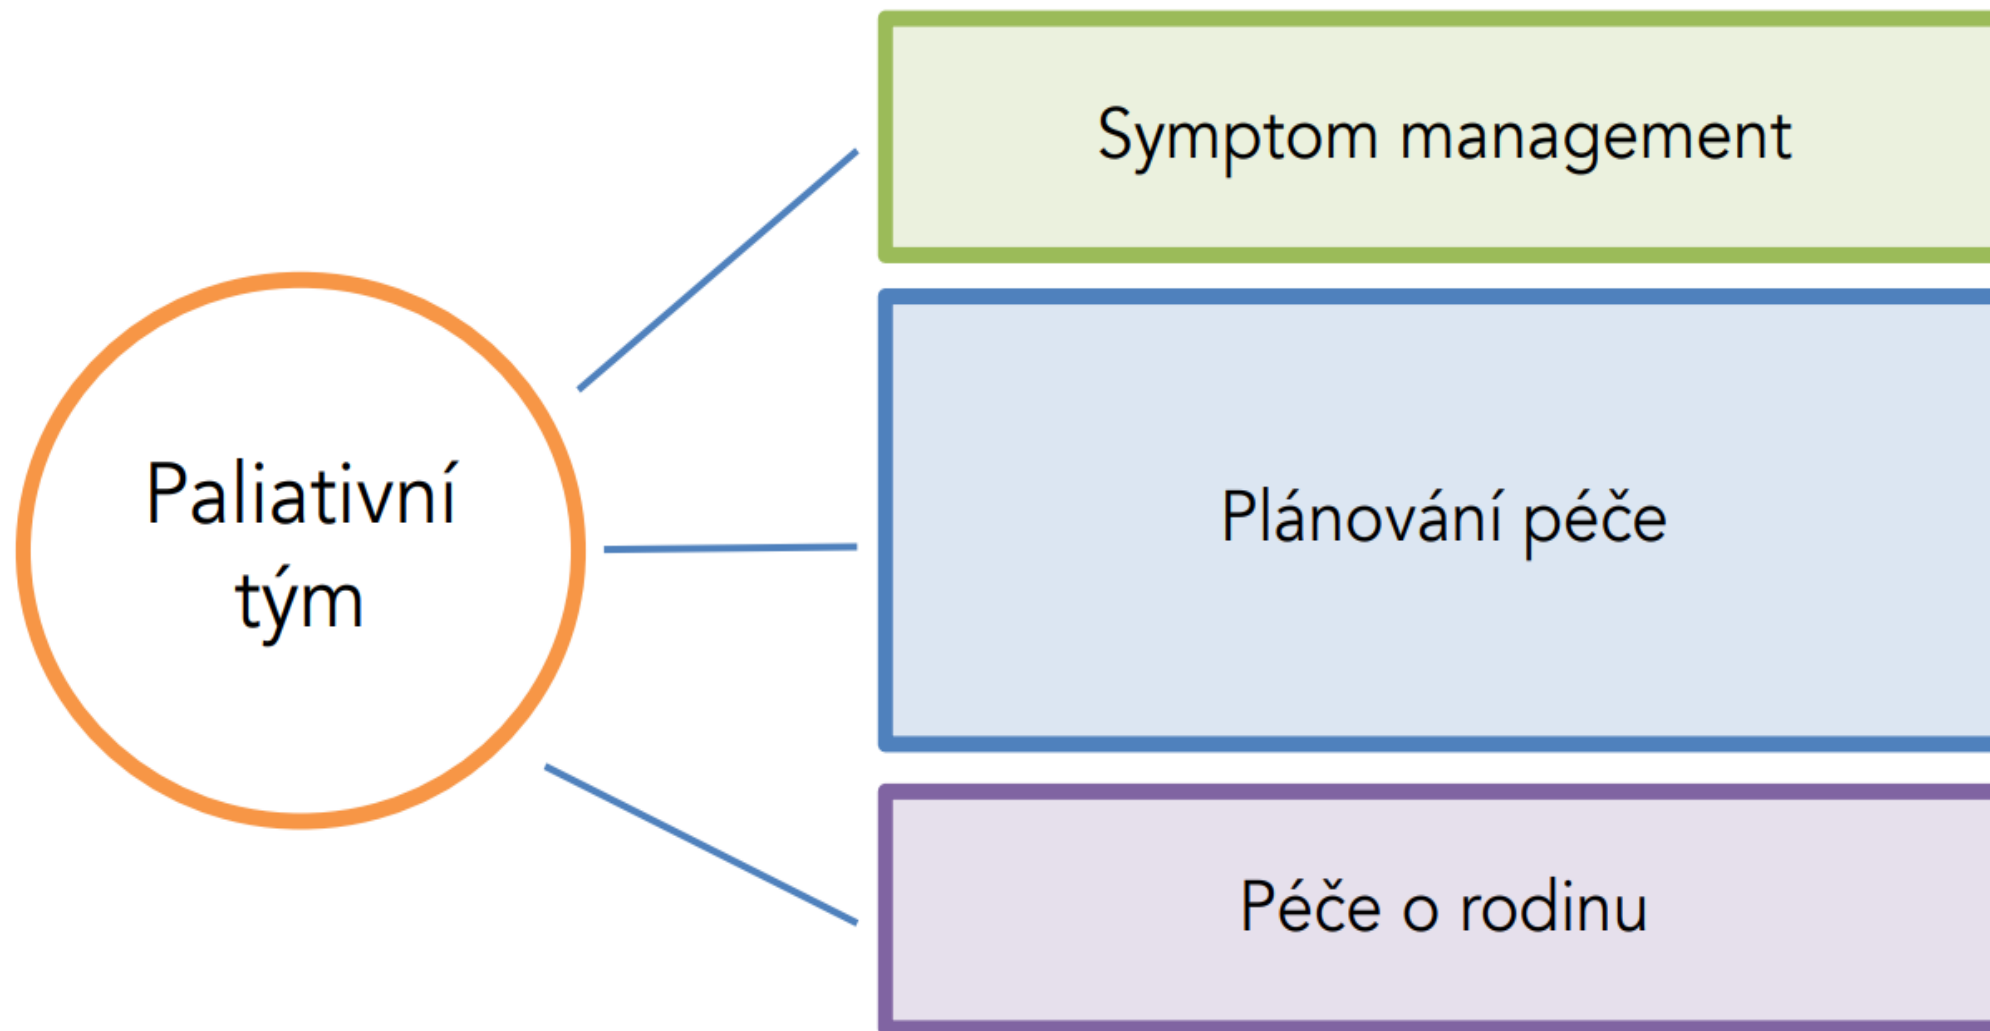 Paliativní
tým
Symptom management
Plánování péče
Péče o rodinu